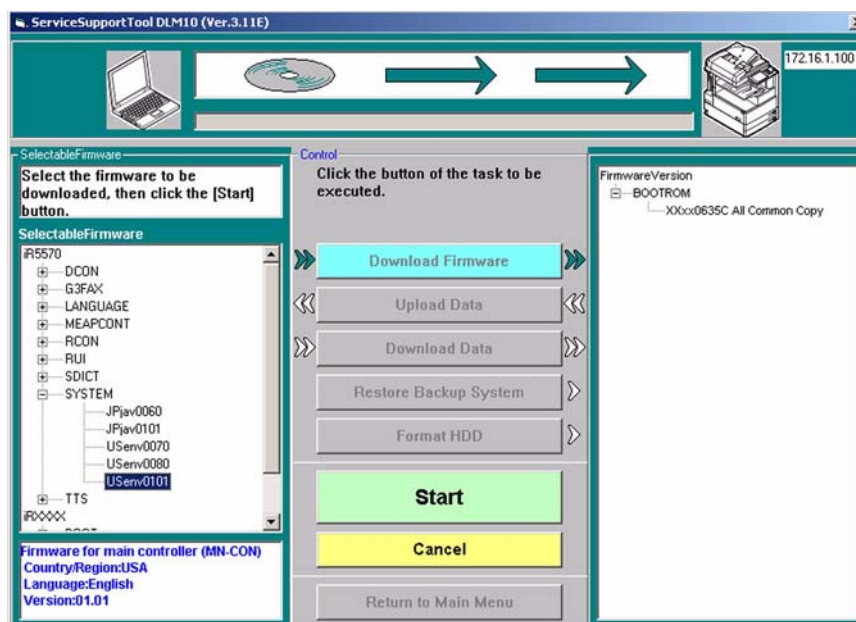 ServiceSupportTool DLM10 (Ver.3.11E)
172.16.1.100
SelectableFirmware
Select the firmware to be
downloaded, then click the [Start]
button.
SelectableFirmware
iR5570
DCON
G3FAX
LANGUAGE
MEAPCONT
RCON
RUI
SDICT
SYSTEM
JPjav0060
JPjav0101
USenv0070
USenv0080
USenv0101
TTS
iRXXXX
Firmware for main controller (MN-CON)
Country/Region:USA
Language:English
Version:01.01
Control
Click the button of the task to be
executed.
Download Firmware
Upload Data
Download Data
Restore Backup System
Format HDD
Start
Cancel
Return to Main Menu
FirmwareVersion
BOOTROM
XXxx0635C All Common Copy